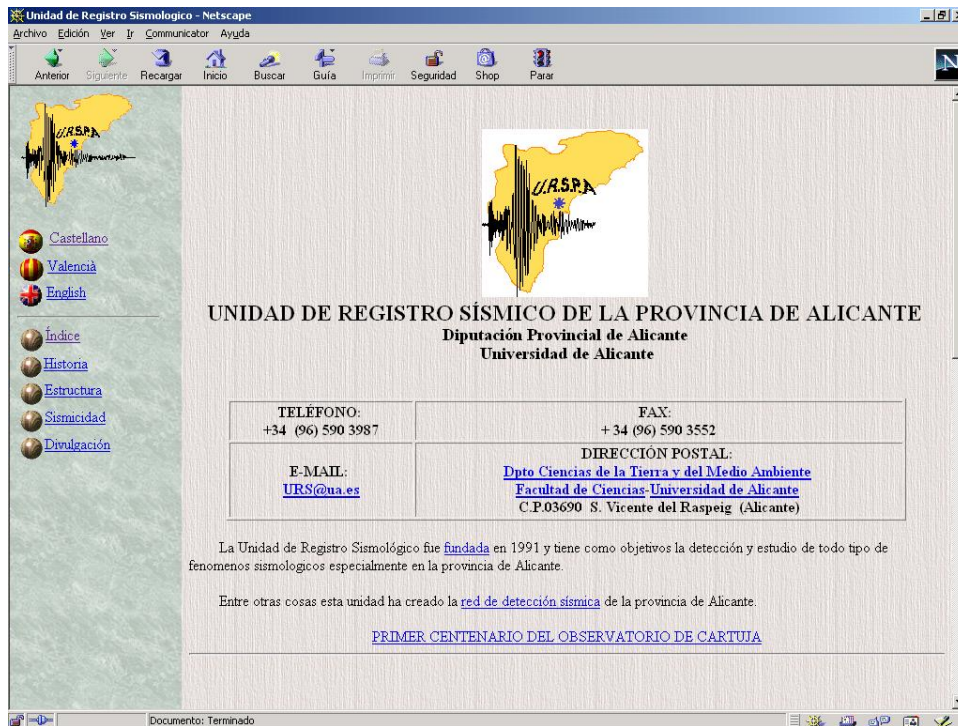 Unidad de Registro Sismologico - Netscape
Archivo Edición Ver Ir Communicator Ayuda
Anterior Siguiente Recargar Inicio Buscar Guía Imprimir Seguridad Shop Parar
N
U.R.S.P.A
Castellano
Valencià
English
Índice
Historia
Estructura
Sismicidad
Divulgación
U.R.S.P.A
UNIDAD DE REGISTRO SÍSMICO DE LA PROVINCIA DE ALICANTE
Diputación Provincial de Alicante
Universidad de Alicante
TELÉFONO:
+34 (96) 590 3987
FAX:
+ 34 (96) 590 3552
E-MAIL:
URS@ua.es
DIRECCIÓN POSTAL:
Dpto Ciencias de la Tierra y del Medio Ambiente
Facultad de Ciencias-Universidad de Alicante
C.P.03690 S. Vicente del Raspeig (Alicante)
La Unidad de Registro Sismológico fue fundada en 1991 y tiene como objetivos la detección y estudio de todo tipo de
fenomenos sismologicos especialmente en la provincia de Alicante.
Entre otras cosas esta unidad ha creado la red de detección sísmica de la provincia de Alicante.
PRIMER CENTENARIO DEL OBSERVATORIO DE CARTUJA
Documento: Terminado